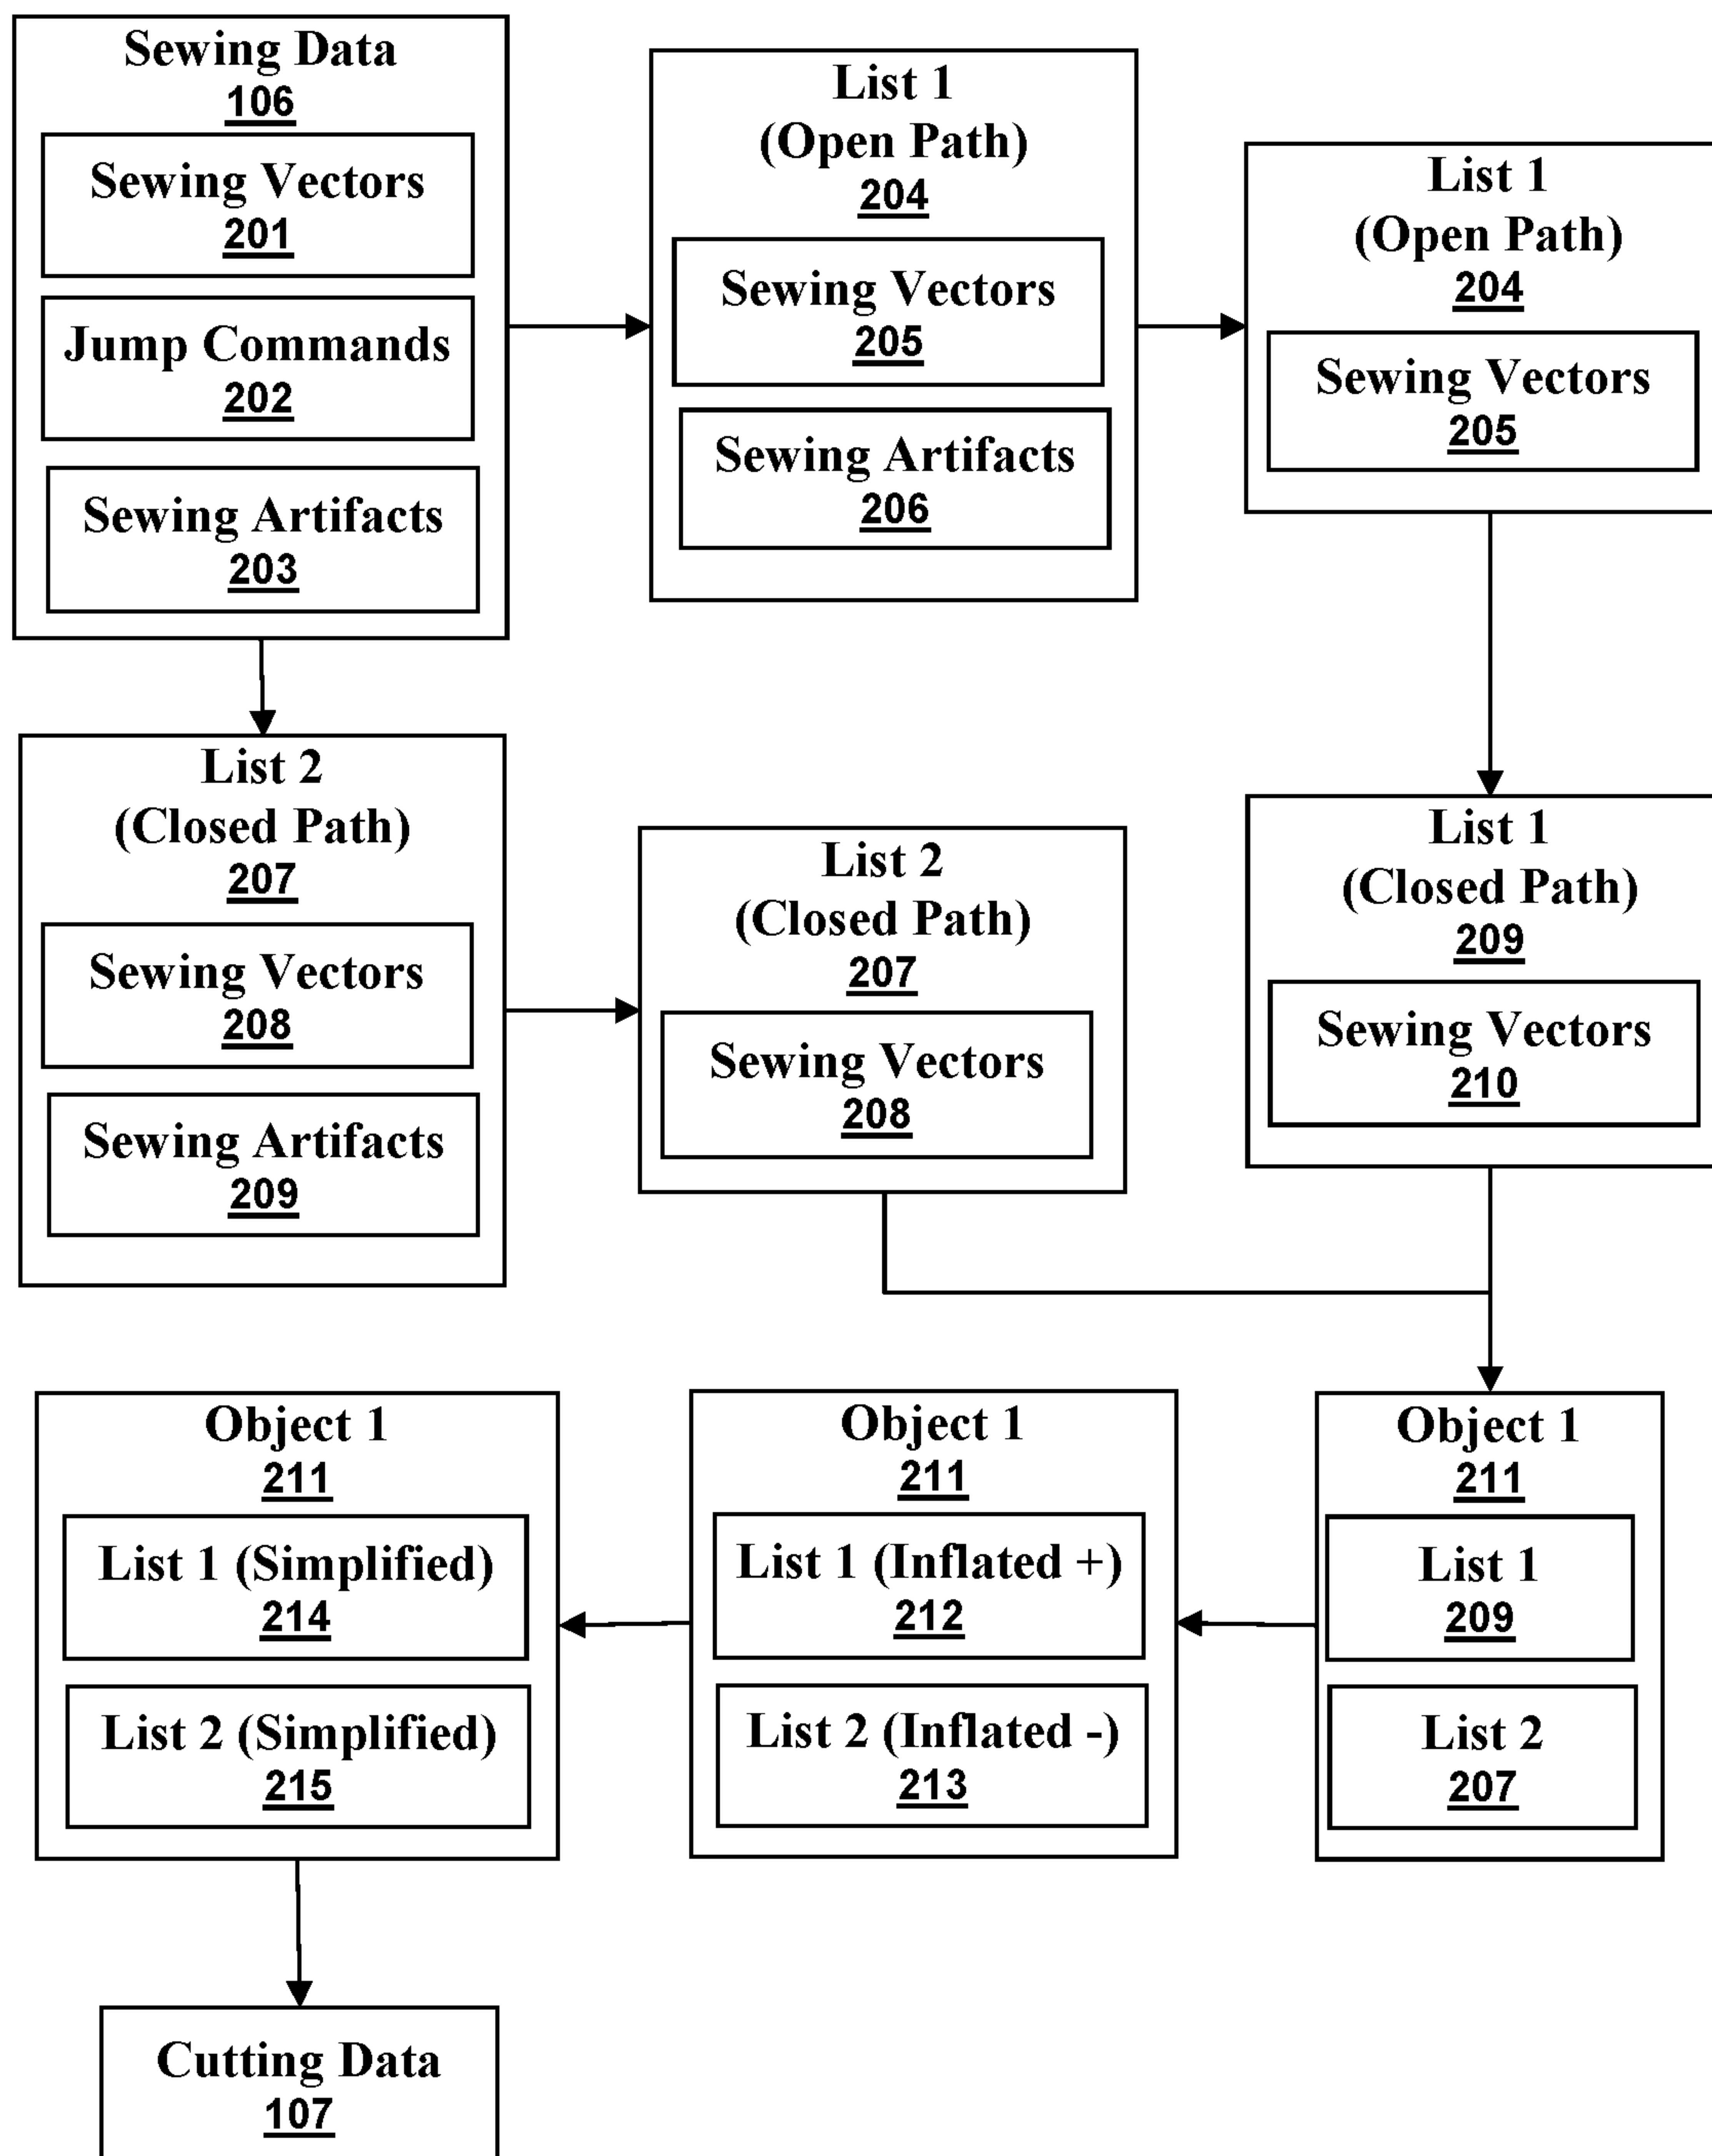 Sewing Data
106
Sewing Vectors
201
Jump Commands
202
Sewing Artifacts
203
List 1
(Open Path)
204
Sewing Vectors
205
Sewing Artifacts
206
List 1
(Open Path)
204
Sewing Vectors
205
List 2
(Closed Path)
207
Sewing Vectors
208
Sewing Artifacts
209
List 2
(Closed Path)
207
Sewing Vectors
208
List 1
(Closed Path)
209
Sewing Vectors
210
Object 1
211
List 1 (Simplified)
214
List 2 (Simplified)
215
Object 1
211
List 1 (Inflated +)
212
List 2 (Inflated -)
213
Object 1
211
List 1
209
List 2
207
Cutting Data
107